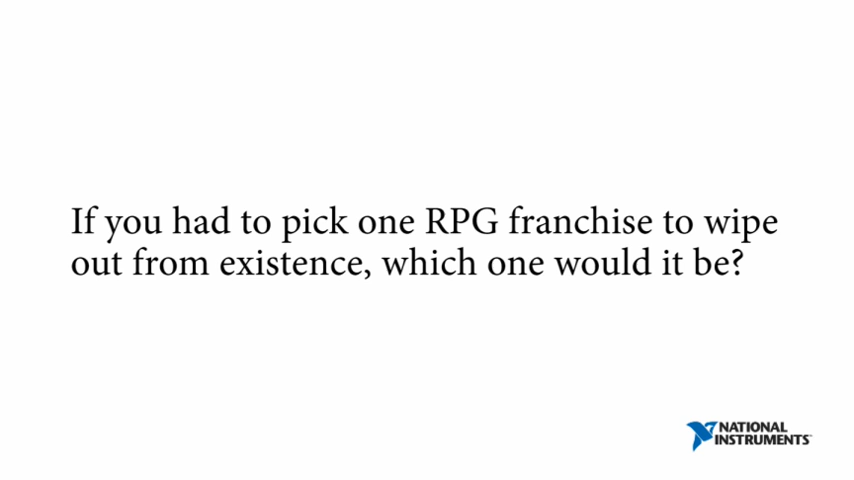 If you had to pick one RPG franchise to wipe
out from existence, which one would it be?
NATIONAL
INSTRUMENTS